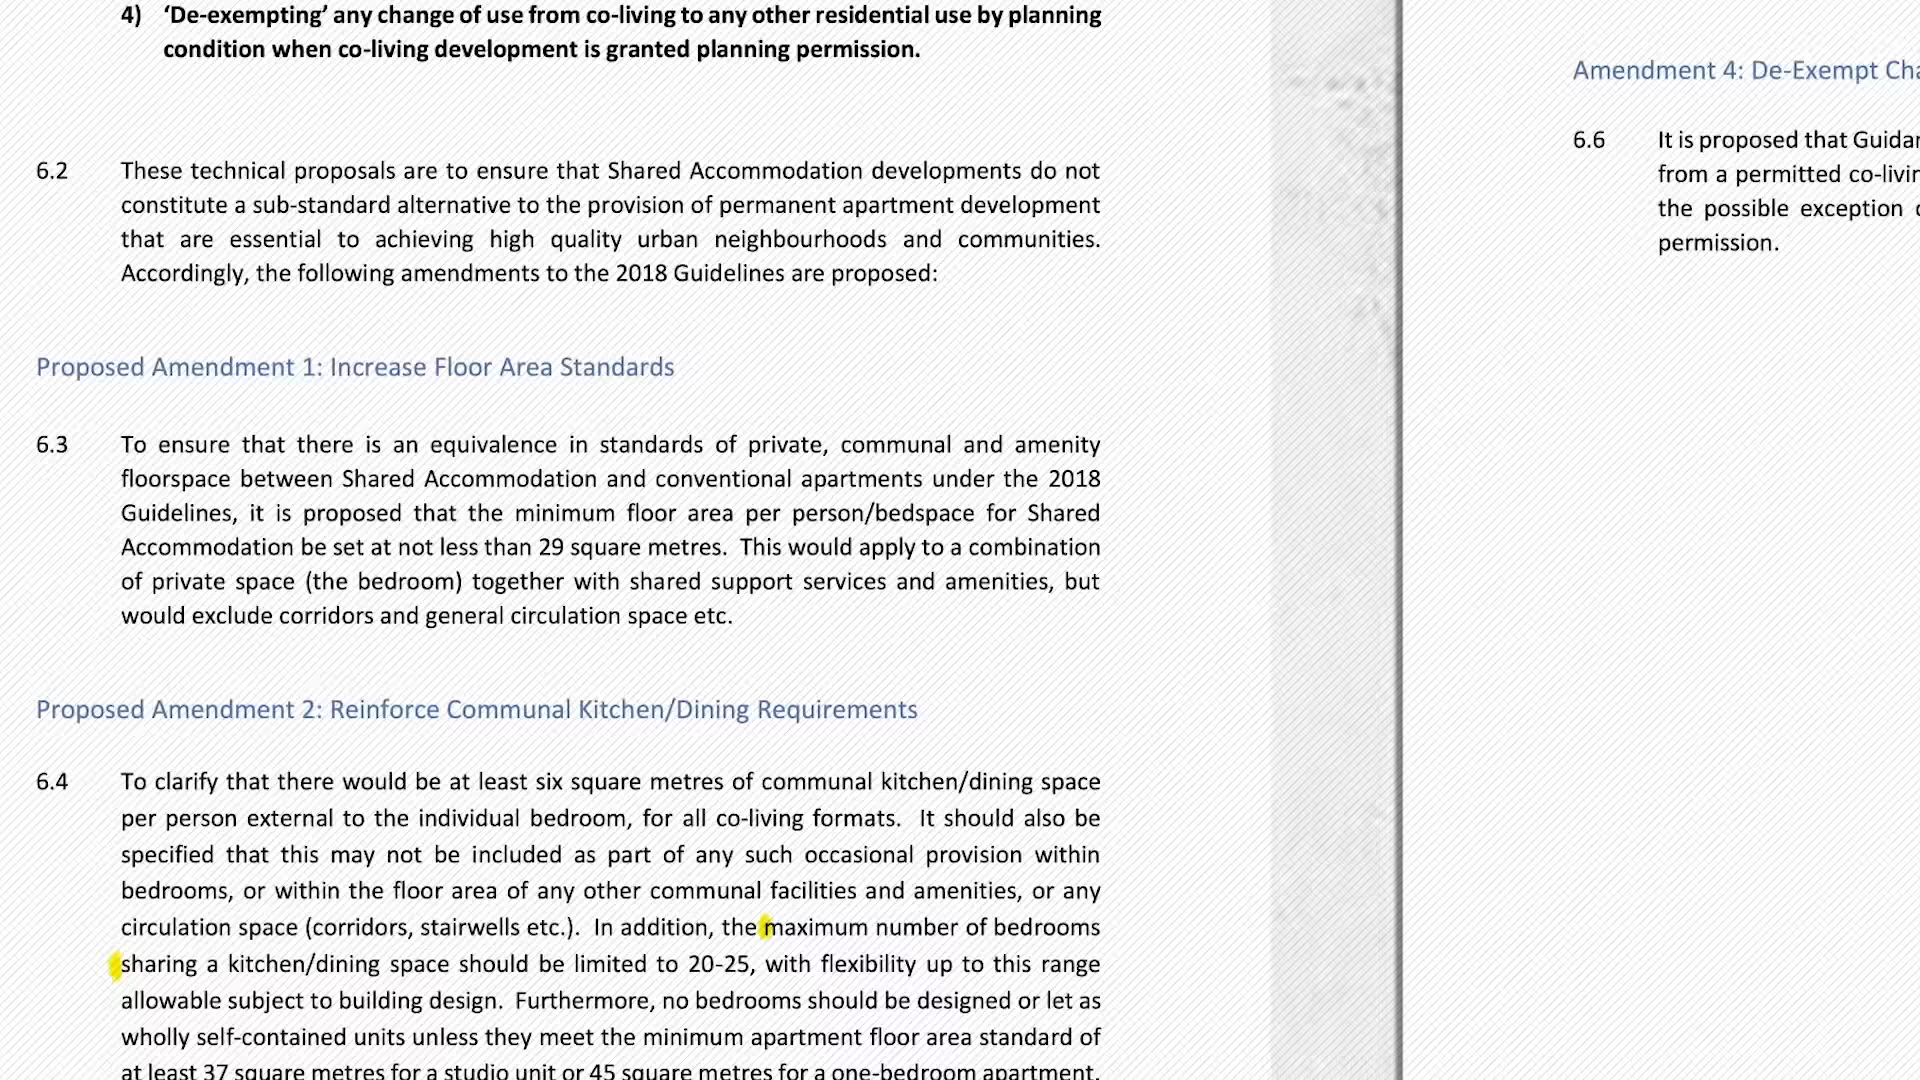 4) ‘De-exempting’ any change of use from co-living to any other residential use by planning
condition when co-living development is granted planning permission.
6.2 These technical proposals are to ensure that Shared Accommodation developments do not
constitute a sub-standard alternative to the provision of permanent apartment development
that are essential to achieving high quality urban neighbourhoods and communities.
Accordingly, the following amendments to the 2018 Guidelines are proposed:
Proposed Amendment 1: Increase Floor Area Standards
6.3 To ensure that there is an equivalence in standards of private, communal and amenity
floorspace between Shared Accommodation and conventional apartments under the 2018
Guidelines, it is proposed that the minimum floor area per person/bedspace for Shared
Accommodation be set at not less than 29 square metres. This would apply to a combination
of private space (the bedroom) together with shared support services and amenities, but
would exclude corridors and general circulation space etc.
Proposed Amendment 2: Reinforce Communal Kitchen/Dining Requirements
6.4 To clarify that there would be at least six square metres of communal kitchen/dining space
per person external to the individual bedroom, for all co-living formats. It should also be
specified that this may not be included as part of any such occasional provision within
bedrooms, or within the floor area of any other communal facilities and amenities, or any
circulation space (corridors, stairwells etc.). In addition, the maximum number of bedrooms
sharing a kitchen/dining space should be limited to 20-25, with flexibility up to this range
allowable subject to building design. Furthermore, no bedrooms should be designed or let as
wholly self-contained units unless they meet the minimum apartment floor area standard of
at least 37 square metres for a studio unit or 45 square metres for a one-bedroom apartment.
Amendment 4: De-Exempt
6.6 It is proposed that
from a permitted
the possible exception
permission.